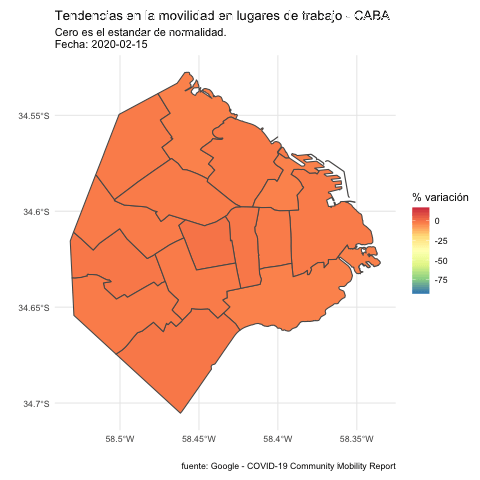 Tendencias en la movilidad en lugares de trabajo - CABA
Cero es el estandar de normalidad.
Fecha: 2020-02-15
34.55°S
34.6°S
34.65°S
34.7°S
% variación
0
-25
-50
-75
58.5°W
58.45°W
58.4°W
58.35°W
fuente: Google - COVID-19 Community Mobility Report